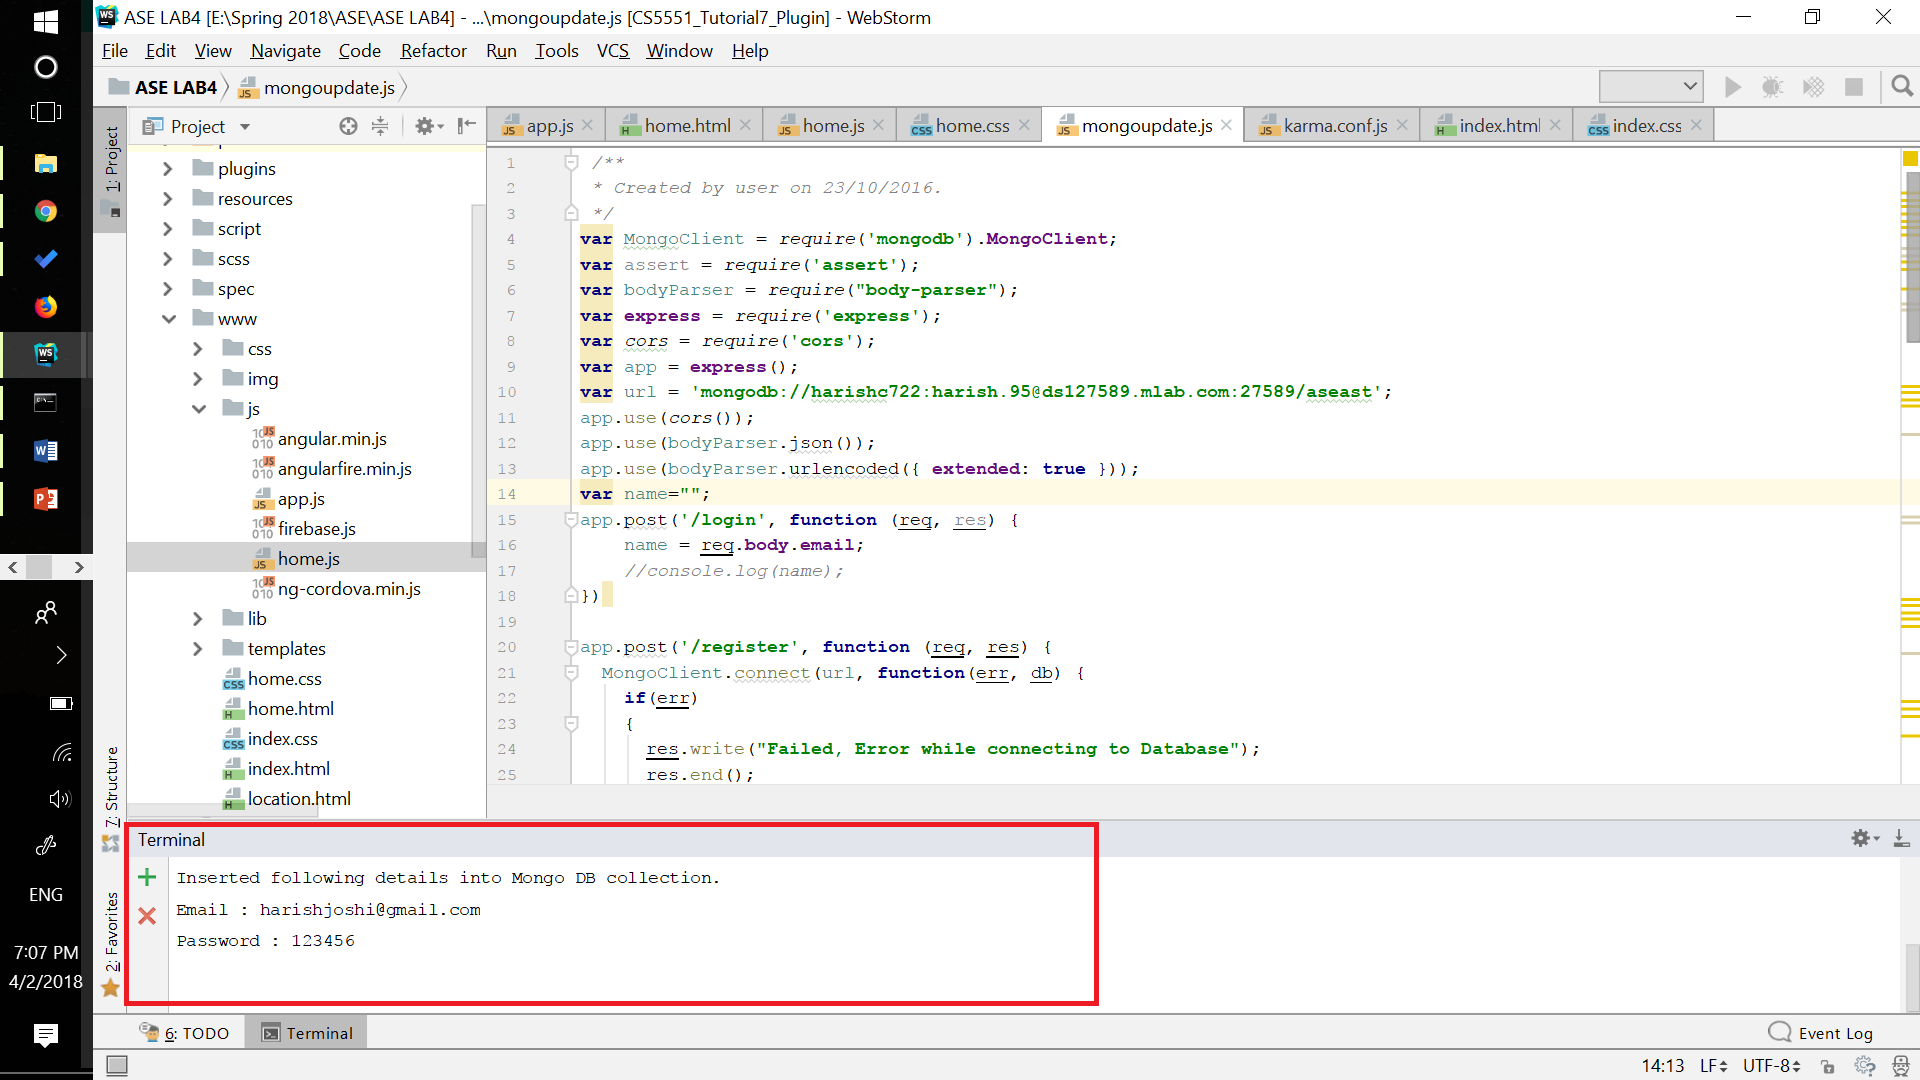 ASE LAB4 [E:\Spring 2018\ASE\ASE LAB4] - ...\mongoupdate.js [CS5551_Tutorial7_Plugin] - WebStorm
File Edit View Navigate Code Refactor Run Tools VCS Window Help
ASE LAB4 mongoupdate.js
1: Project
Project
plugins
resources
script
scss
spec
www
css
img
js
angular.min.js
angularfire.min.js
app.js
firebase.js
home.js
ng-cordova.min.js
lib
templates
home.css
home.html
index.css
index.html
location.html
app.js home.html home.js home.css mongoupdate.js karma.conf.js index.html index.css
1 /**
2 * Created by user on 23/10/2016.
3 */
4 var MongoClient = require('mongodb').MongoClient;
5 var assert = require('assert');
6 var bodyParser = require("body-parser");
7 var express = require('express');
8 var cors = require('cors');
9 var app = express();
10 var url = 'mongodb://harishc722:harish.95@ds127589.mlab.com:27589/aseast';
11 app.use(cors());
12 app.use(bodyParser.json());
13 app.use(bodyParser.urlencoded({ extended: true }));
14 var name="";
15 app.post('/login', function (req, res) {
16 name = req.body.email;
17 //console.log(name);
18 })
19
20 app.post('/register', function (req, res) {
21 MongoClient.connect(url, function(err, db) {
22 if(err)
23 {
24 res.write("Failed, Error while connecting to Database");
25 res.end();
7: Structure
2: Favorites
Terminal
Inserted following details into Mongo DB collection.
Email : harishjoshi@gmail.com
Password : 123456
6: TODO Terminal Event Log
14:13 LF UTF-8
ENG
7:07 PM
4/2/2018